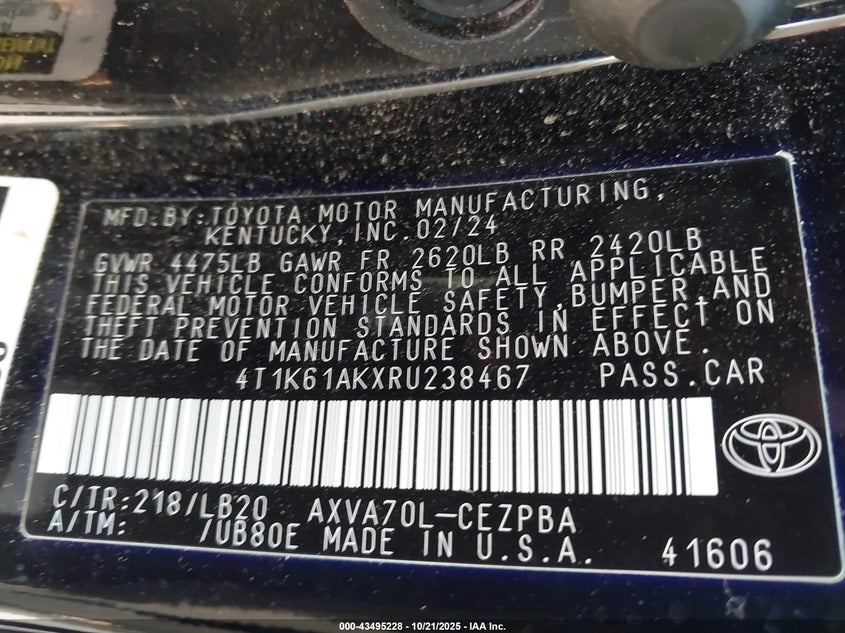 MFD.BY:TOYOTA MOTOR MANUFACTURING,
KENTUCKY,INC.02/24
GVWR 4475LB GAWR FR 2620LB RR 2420LB
THIS VEHICLE CONFORMS TO ALL APPLICABLE
FEDERAL MOTOR VEHICLE SAFETY,BUMPER,AND
THEFT PREVENTION STANDARDS IN EFFECT ON
THE DATE OF MANUFACTURE SHOWN ABOVE.
4T1K61AKXRU238467 PASS.CAR
C/TR:218/LB20 AXVA70L-CEZPBA
A/TM: /UB80E MADE IN U.S.A. 41606
000-43495228 - 10/21/2025 - IAA Inc.